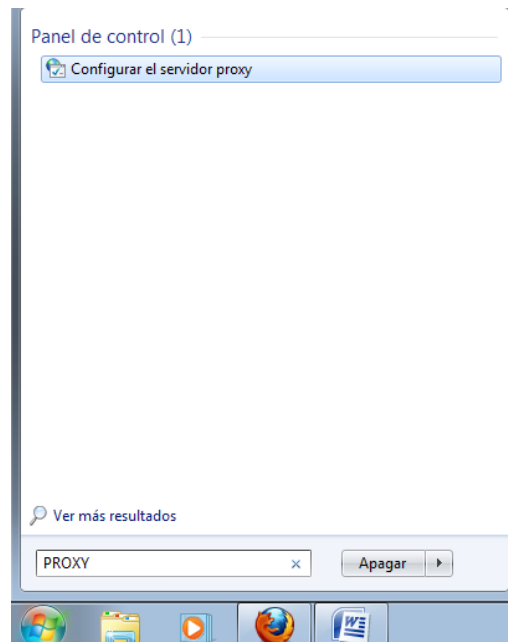 Panel de control (1)
Configurar el servidor proxy
Ver más resultados
PROXY
Apagar